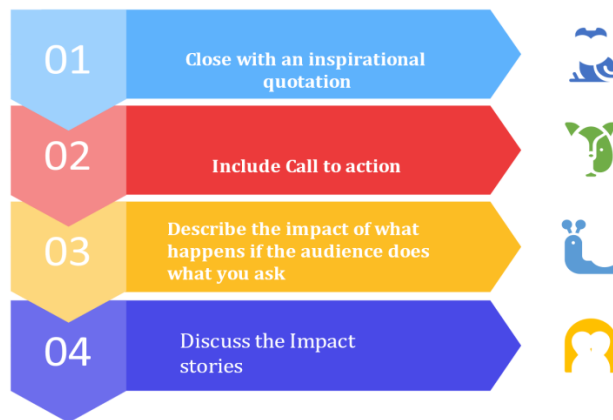 01
Close with an inspirational
quotation
02
Include Call to action
03
Describe the impact of what
happens if the audience does
what you ask
04
Discuss the Impact
stories